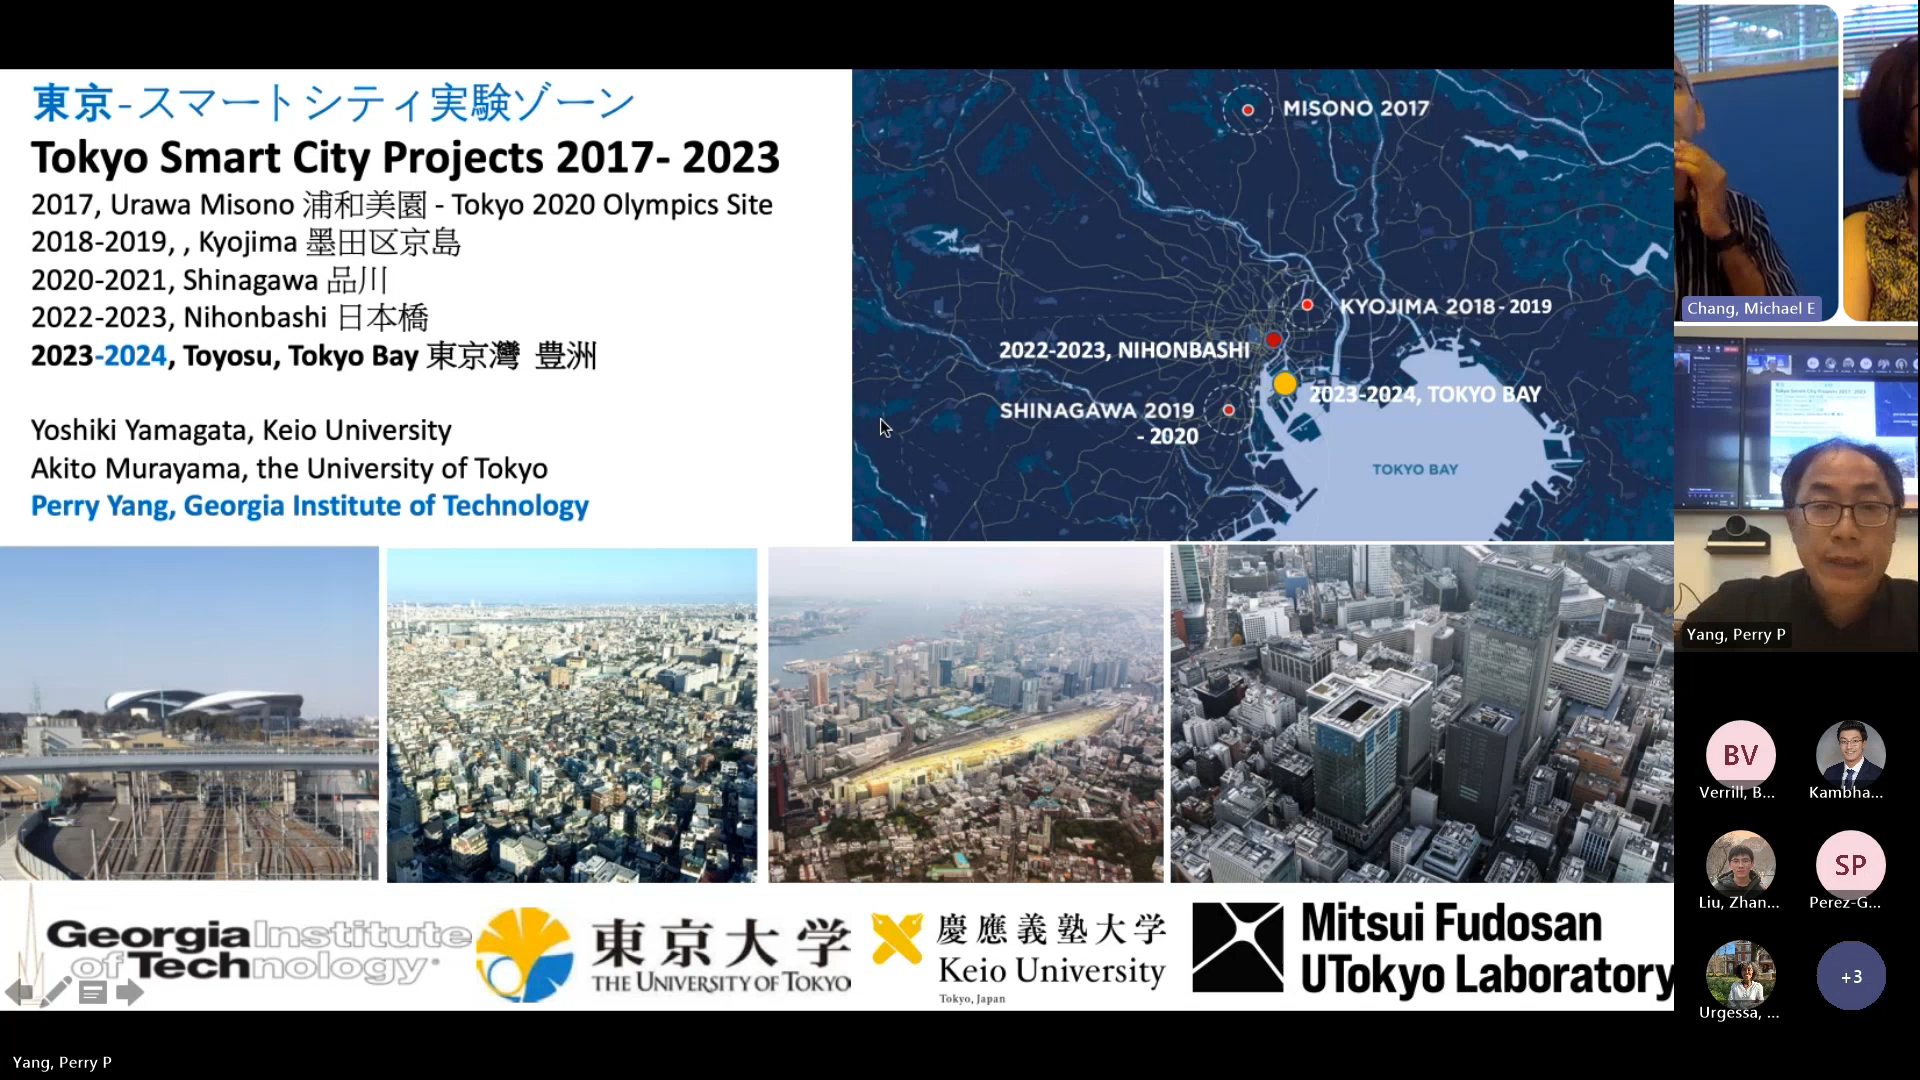 東京-スマートシティ実験ゾーン
Tokyo Smart City Projects 2017- 2023
2017, Urawa Misono 浦和美園 - Tokyo 2020 Olympics Site
2018-2019, , Kyojima 墨田区京島
2020-2021, Shinagawa 品川
2022-2023, Nihonbashi 日本橋
2023-2024, Toyosu, Tokyo Bay 東京灣 豊洲
Yoshiki Yamagata, Keio University
Akito Murayama, the University of Tokyo
Perry Yang, Georgia Institute of Technology
MISONO 2017
KYOJIMA 2018-2019
2022-2023, NIHONBASHI
2023-2024, TOKYO BAY
SHINAGAWA 2019
- 2020
TOKYO BAY
Georgia Institute
of Technology
東京大学
THE UNIVERSITY OF TOKYO
慶應義塾大学
Keio University
Tokyo, Japan
Mitsui Fudosan
UTokyo Laboratory
Yang, Perry P
Chang, Michael E
Yang, Perry P
BV
Verrill, B...
Kambha...
Liu, Zhan...
SP
Perez-G...
Urgessa, ...
+3